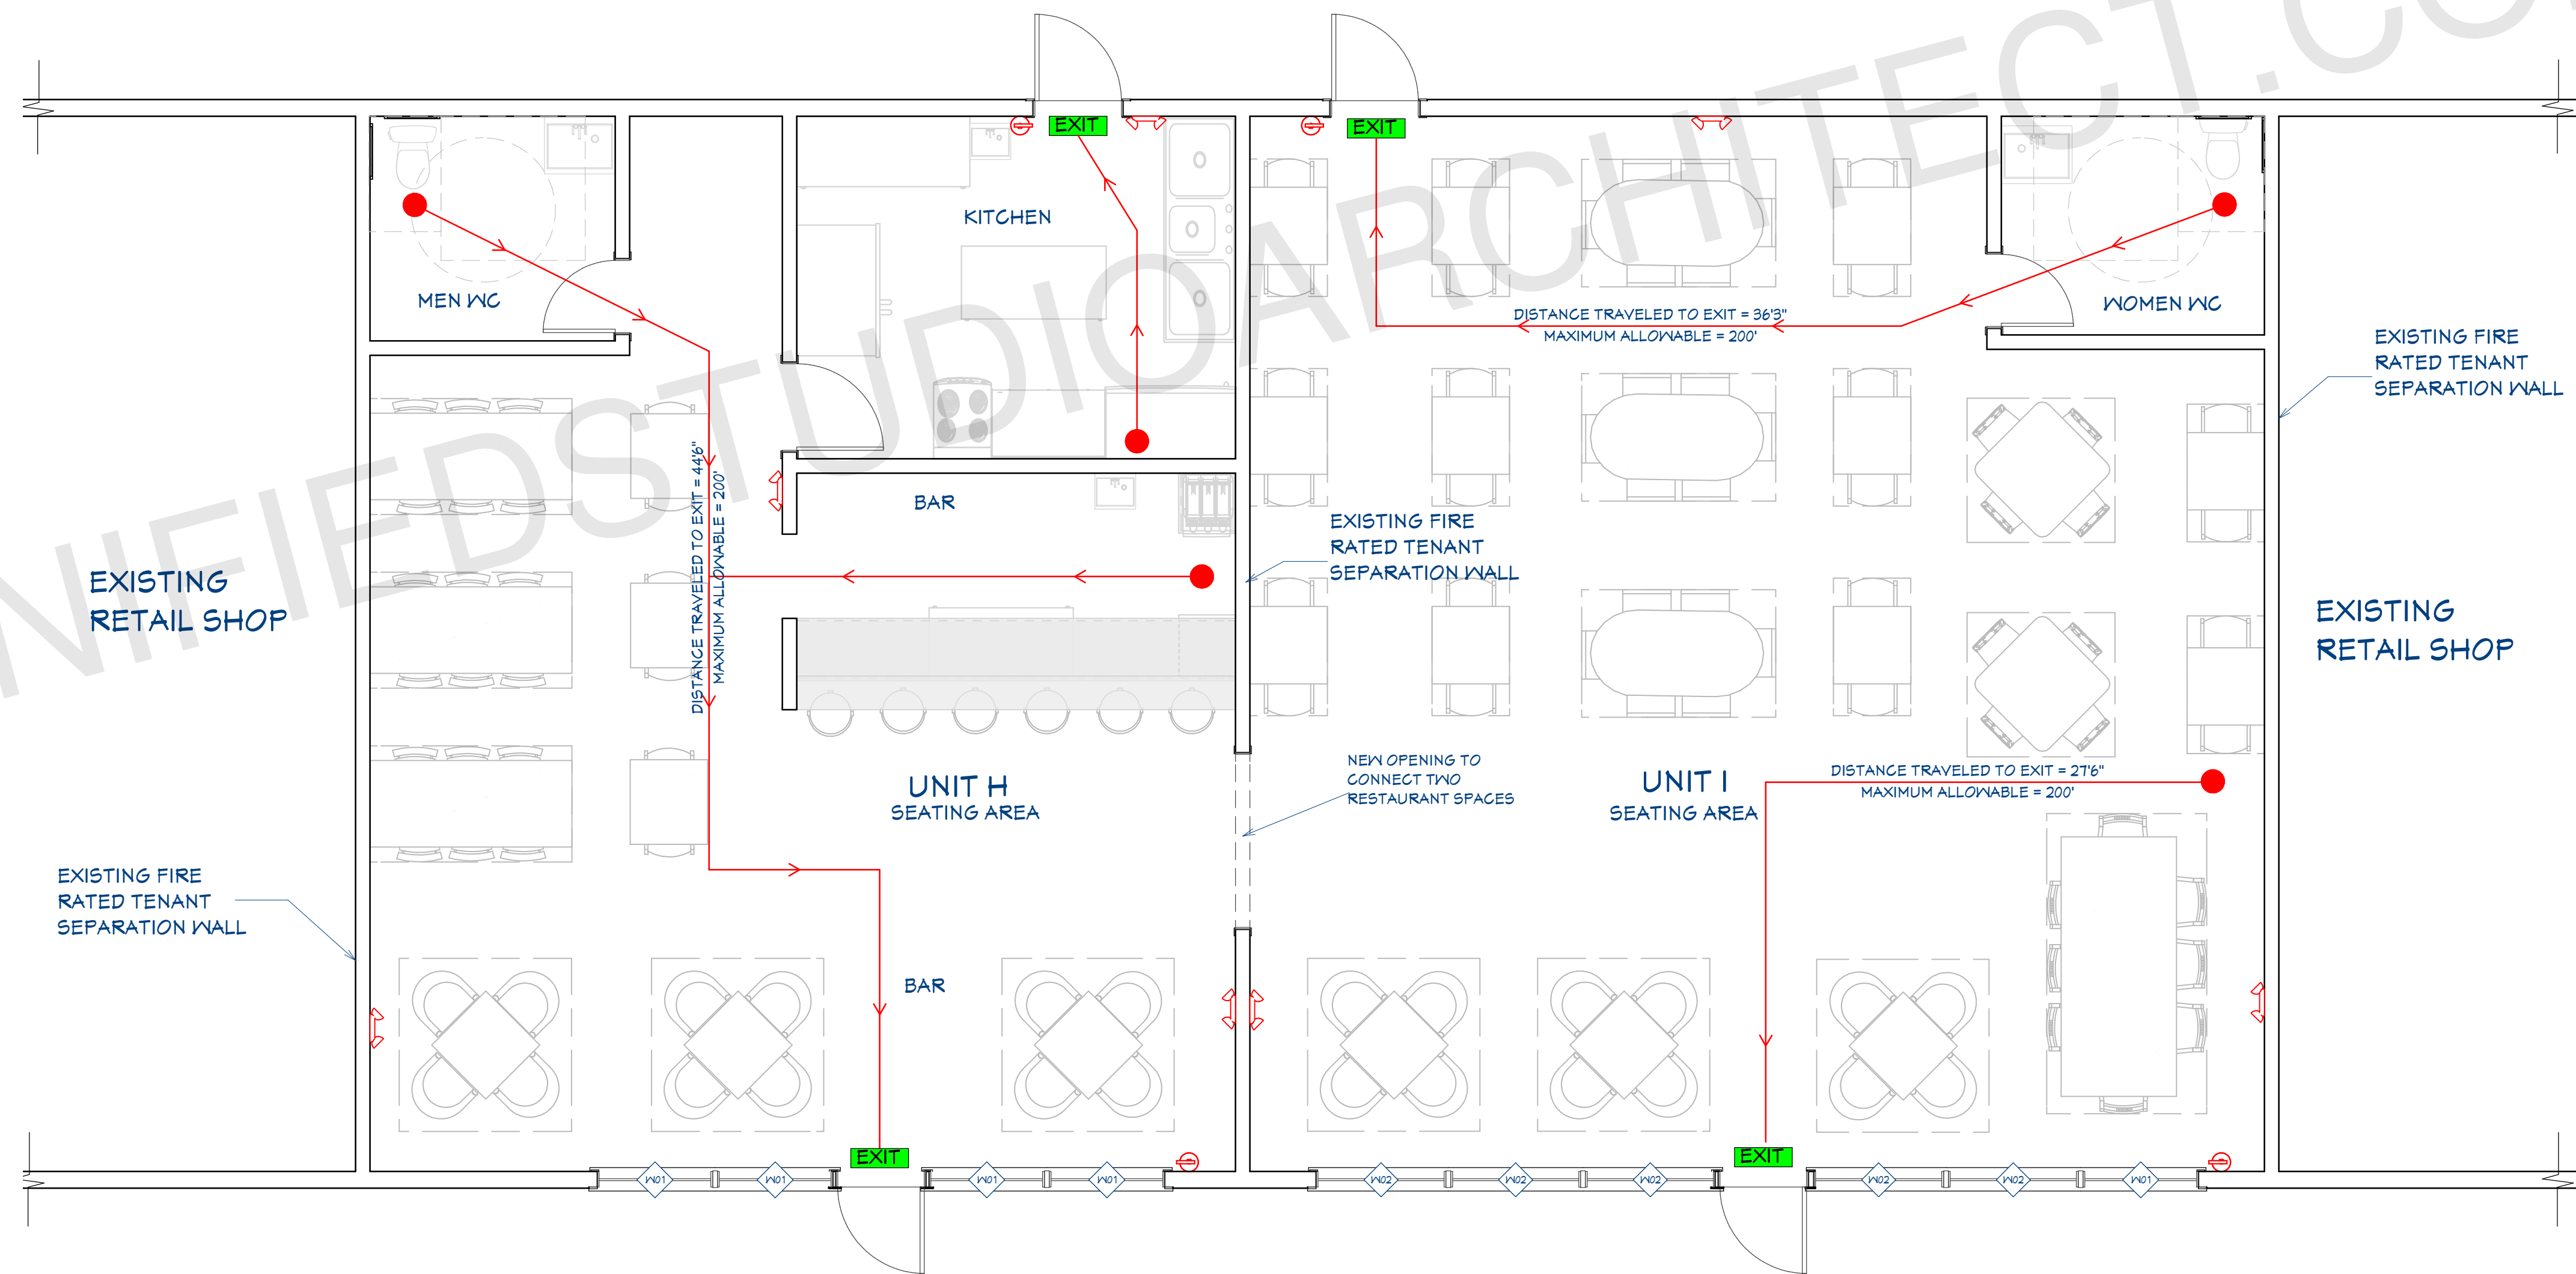 NIFIEDSTUDIOARCHITECT.CO
EXIT
EXIT
KITCHEN
MEN WC
WOMEN WC
DISTANCE TRAVELED TO EXIT = 36'3"
MAXIMUM ALLOWABLE = 200'
EXISTING FIRE
RATED TENANT
SEPARATION WALL
DISTANCE TRAVELED TO EXIT = 44'6"
MAXIMUM ALLOWABLE = 200'
BAR
EXISTING FIRE
RATED TENANT
SEPARATION WALL
EXISTING
RETAIL SHOP
EXISTING
RETAIL SHOP
UNIT H
SEATING AREA
NEW OPENING TO
CONNECT TWO
RESTAURANT SPACES
UNIT I
SEATING AREA
DISTANCE TRAVELED TO EXIT = 27'6"
MAXIMUM ALLOWABLE = 200'
EXISTING FIRE
RATED TENANT
SEPARATION WALL
BAR
EXIT
EXIT
W01
W01
W01
W01
W02
W02
W02
W02
W02
W01